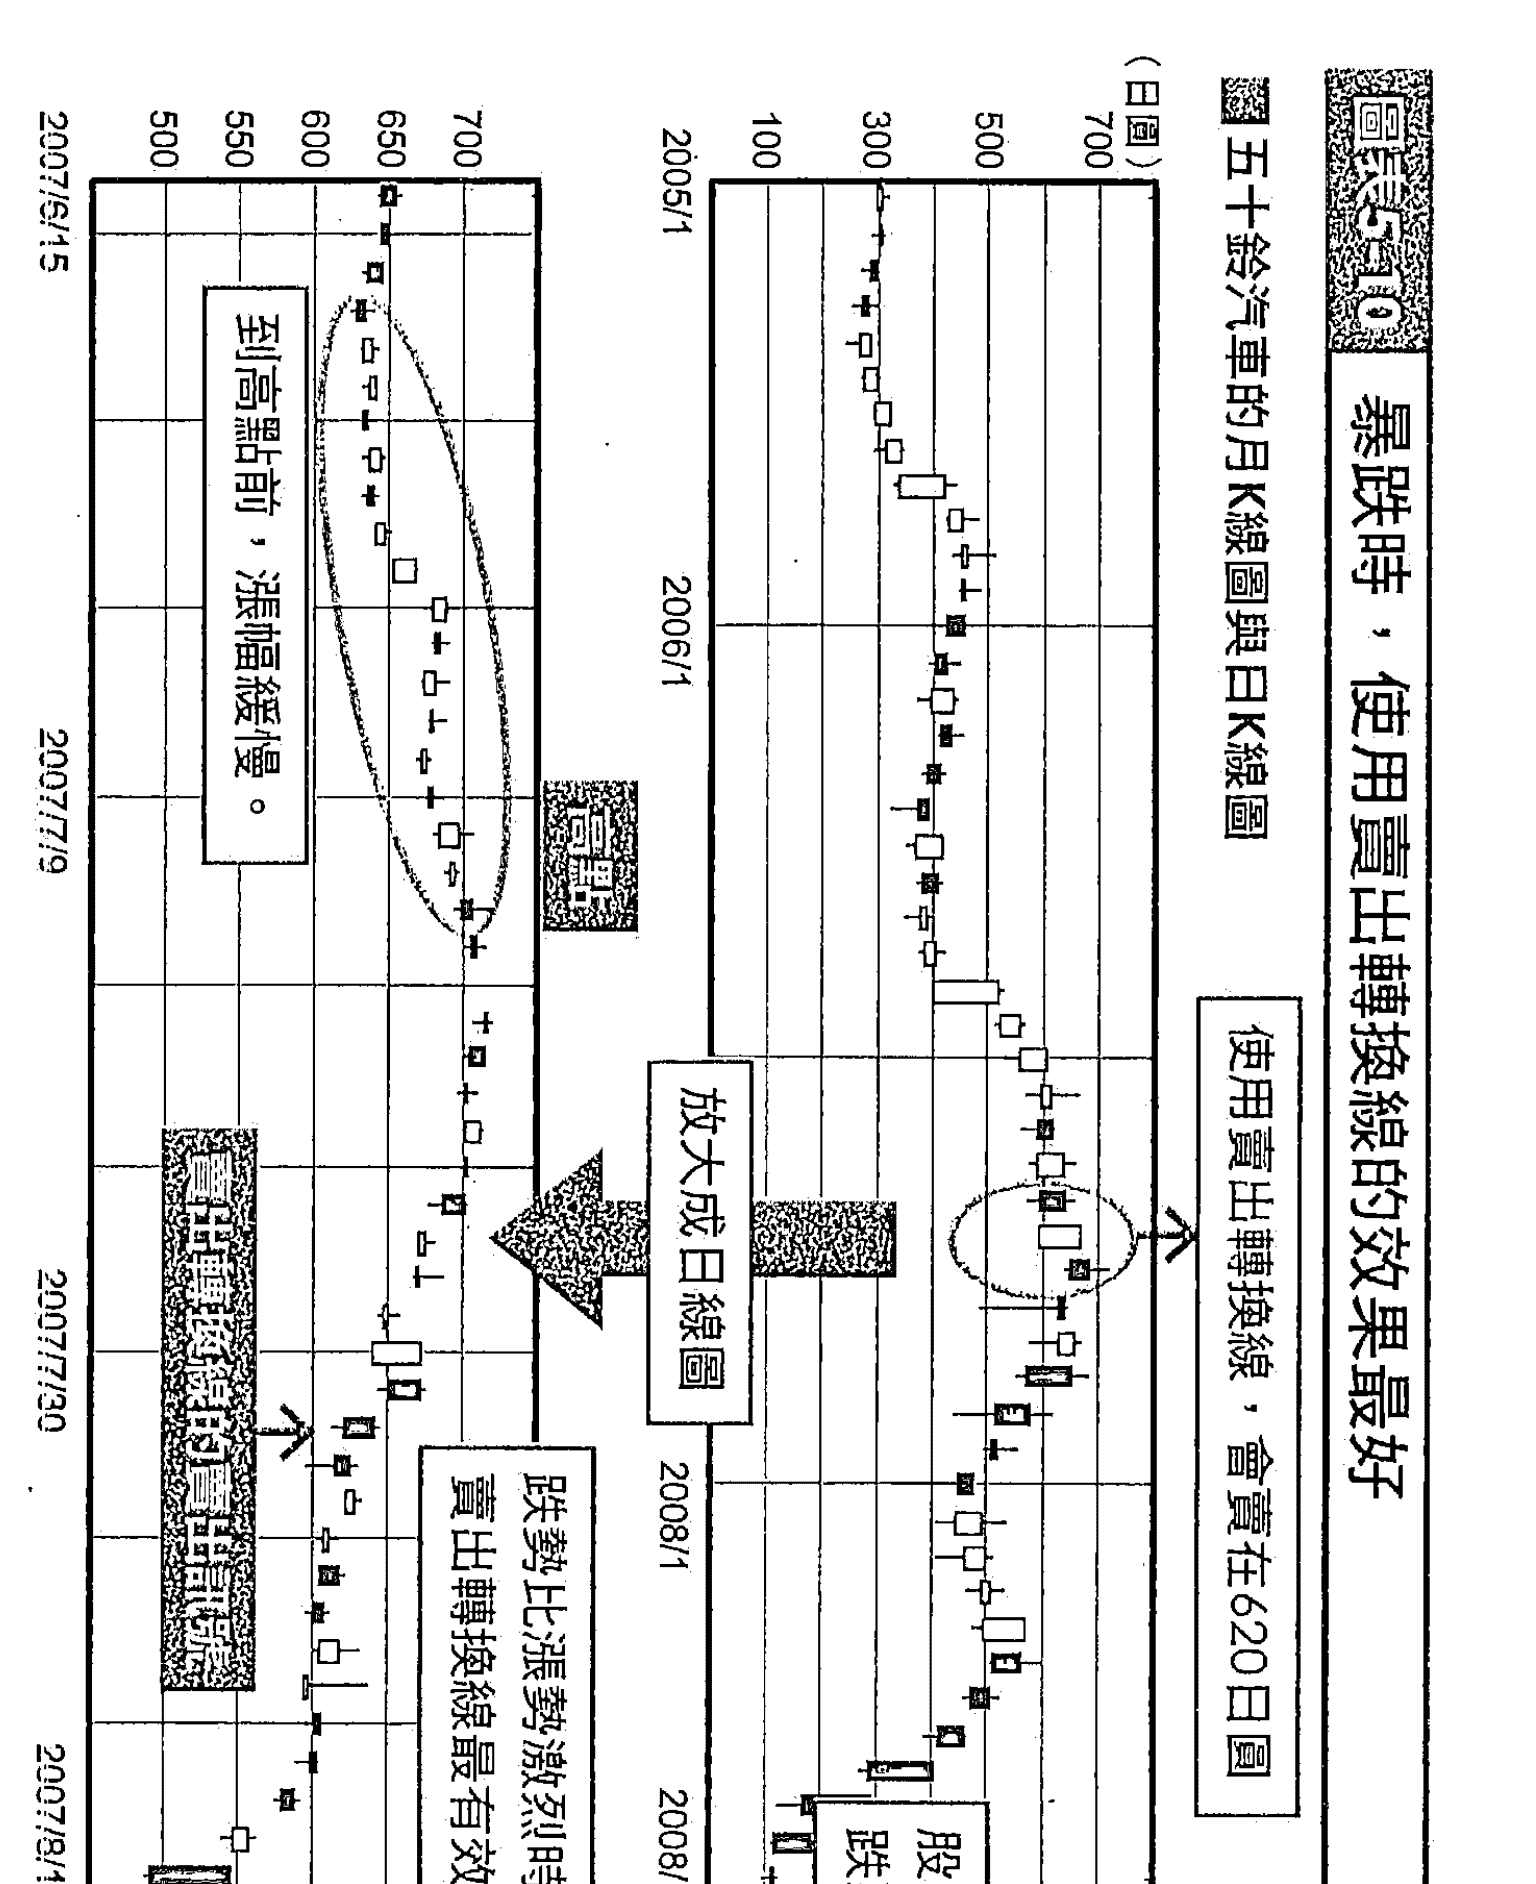 圖表5-10 暴跌時，使用賣出轉換線的效果最好
五十鈴汽車的月K線圖與日K線圖
使用賣出轉換線，會賣在620日圓
（日圓）
700
500
300
100
2005/1
2006/1
2008/1
2008/
股
跌
放大成日線圖
高點
700
650
600
550
500
到高點前，漲幅緩慢。
跌勢比漲勢激烈時
賣出轉換線最有效
賣出轉換線的賣出訊號
2007/6/15
2007/7/9
2007/7/30
2007/8/1